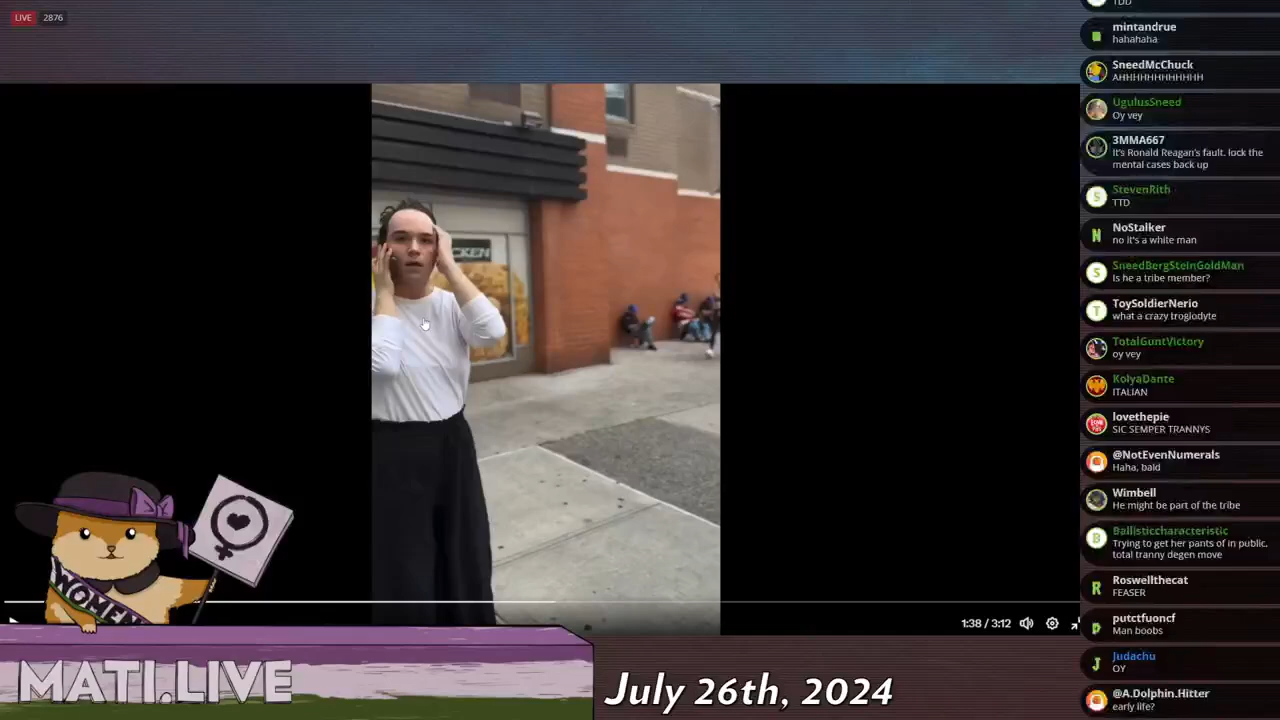 LIVE 2876
CKEN
1:38 / 3:12
WOMEN
MATI.LIVE
July 26th, 2024
TDD
mintandrue
hahahaha
SneedMcChuck
AHHHHHHHHHHHH
UgulusSneed
Oy vey
3MMA667
It's Ronald Reagan's fault. lock the
mental cases back up
StevenRith
TTD
NoStalker
no it's a white man
SneedBergSteinGoldMan
Is he a tribe member?
ToySoldierNerio
what a crazy troglodyte
TotalGuntVictory
oy vey
KolyaDante
ITALIAN
lovethepie
SIC SEMPER TRANNYS
@NotEvenNumerals
Haha, bald
Wimbell
He might be part of the tribe
Ballisticcharacteristic
Trying to get her pants of in public.
total tranny degen move
Roswellthecat
FEASER
putctfuoncf
Man boobs
Judachu
OY
@A.Dolphin.Hitter
early life?